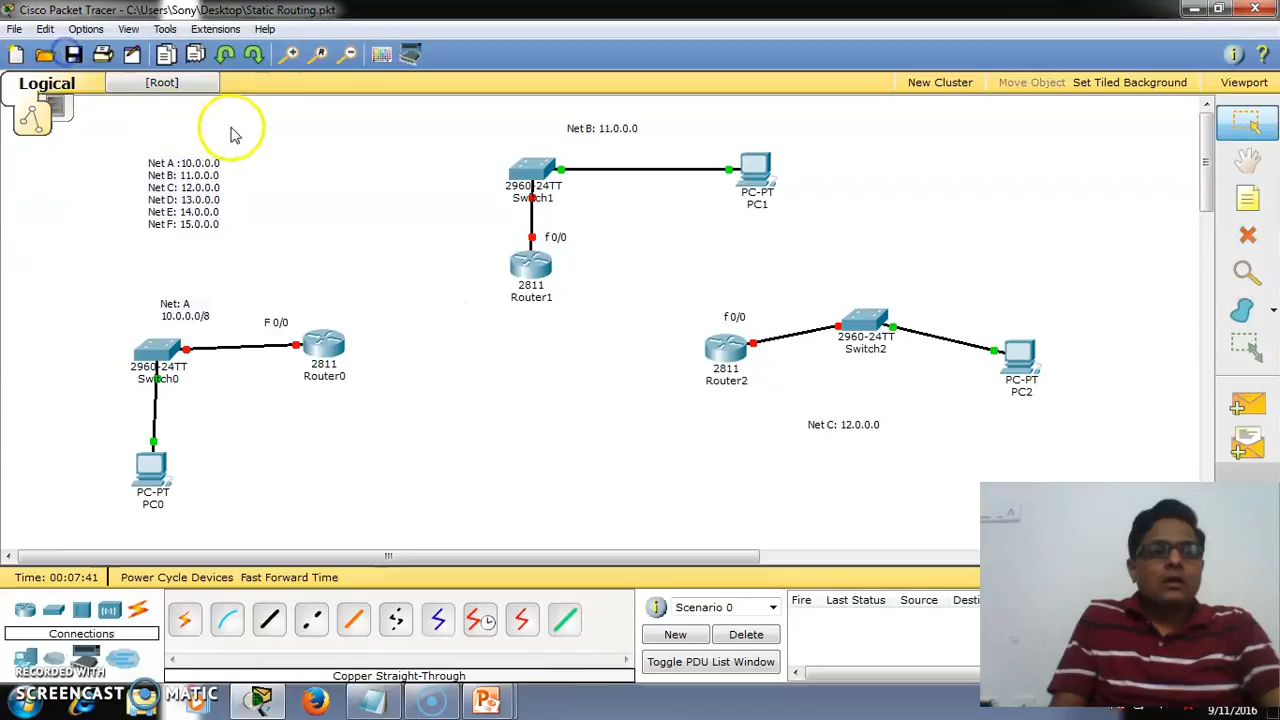 Cisco Packet Tracer - C:\Users\Sony\Desktop\Static Routing.pkt
File Edit Options View Tools Extensions Help
Logical [Root] New Cluster Move Object Set Tiled Background Viewport
Net B: 11.0.0.0
Net A :10.0.0.0
Net B: 11.0.0.0
Net C: 12.0.0.0
Net D: 13.0.0.0
Net E: 14.0.0.0
Net F: 15.0.0.0
2960-24TT
Switch1
PC-PT
PC1
f 0/0
2811
Router1
Net: A
10.0.0.0/8
F 0/0
2960-24TT
Switch0
2811
Router0
PC-PT
PC0
f 0/0
2811
Router2
2960-24TT
Switch2
PC-PT
PC2
Net C: 12.0.0.0
Time: 00:07:41 Power Cycle Devices Fast Forward Time
Connections
Copper Straight-Through
Scenario 0
New Delete
Toggle PDU List Window
Fire Last Status Source Desti
RECORDED WITH
SCREENCAST MATIC
9/11/2016